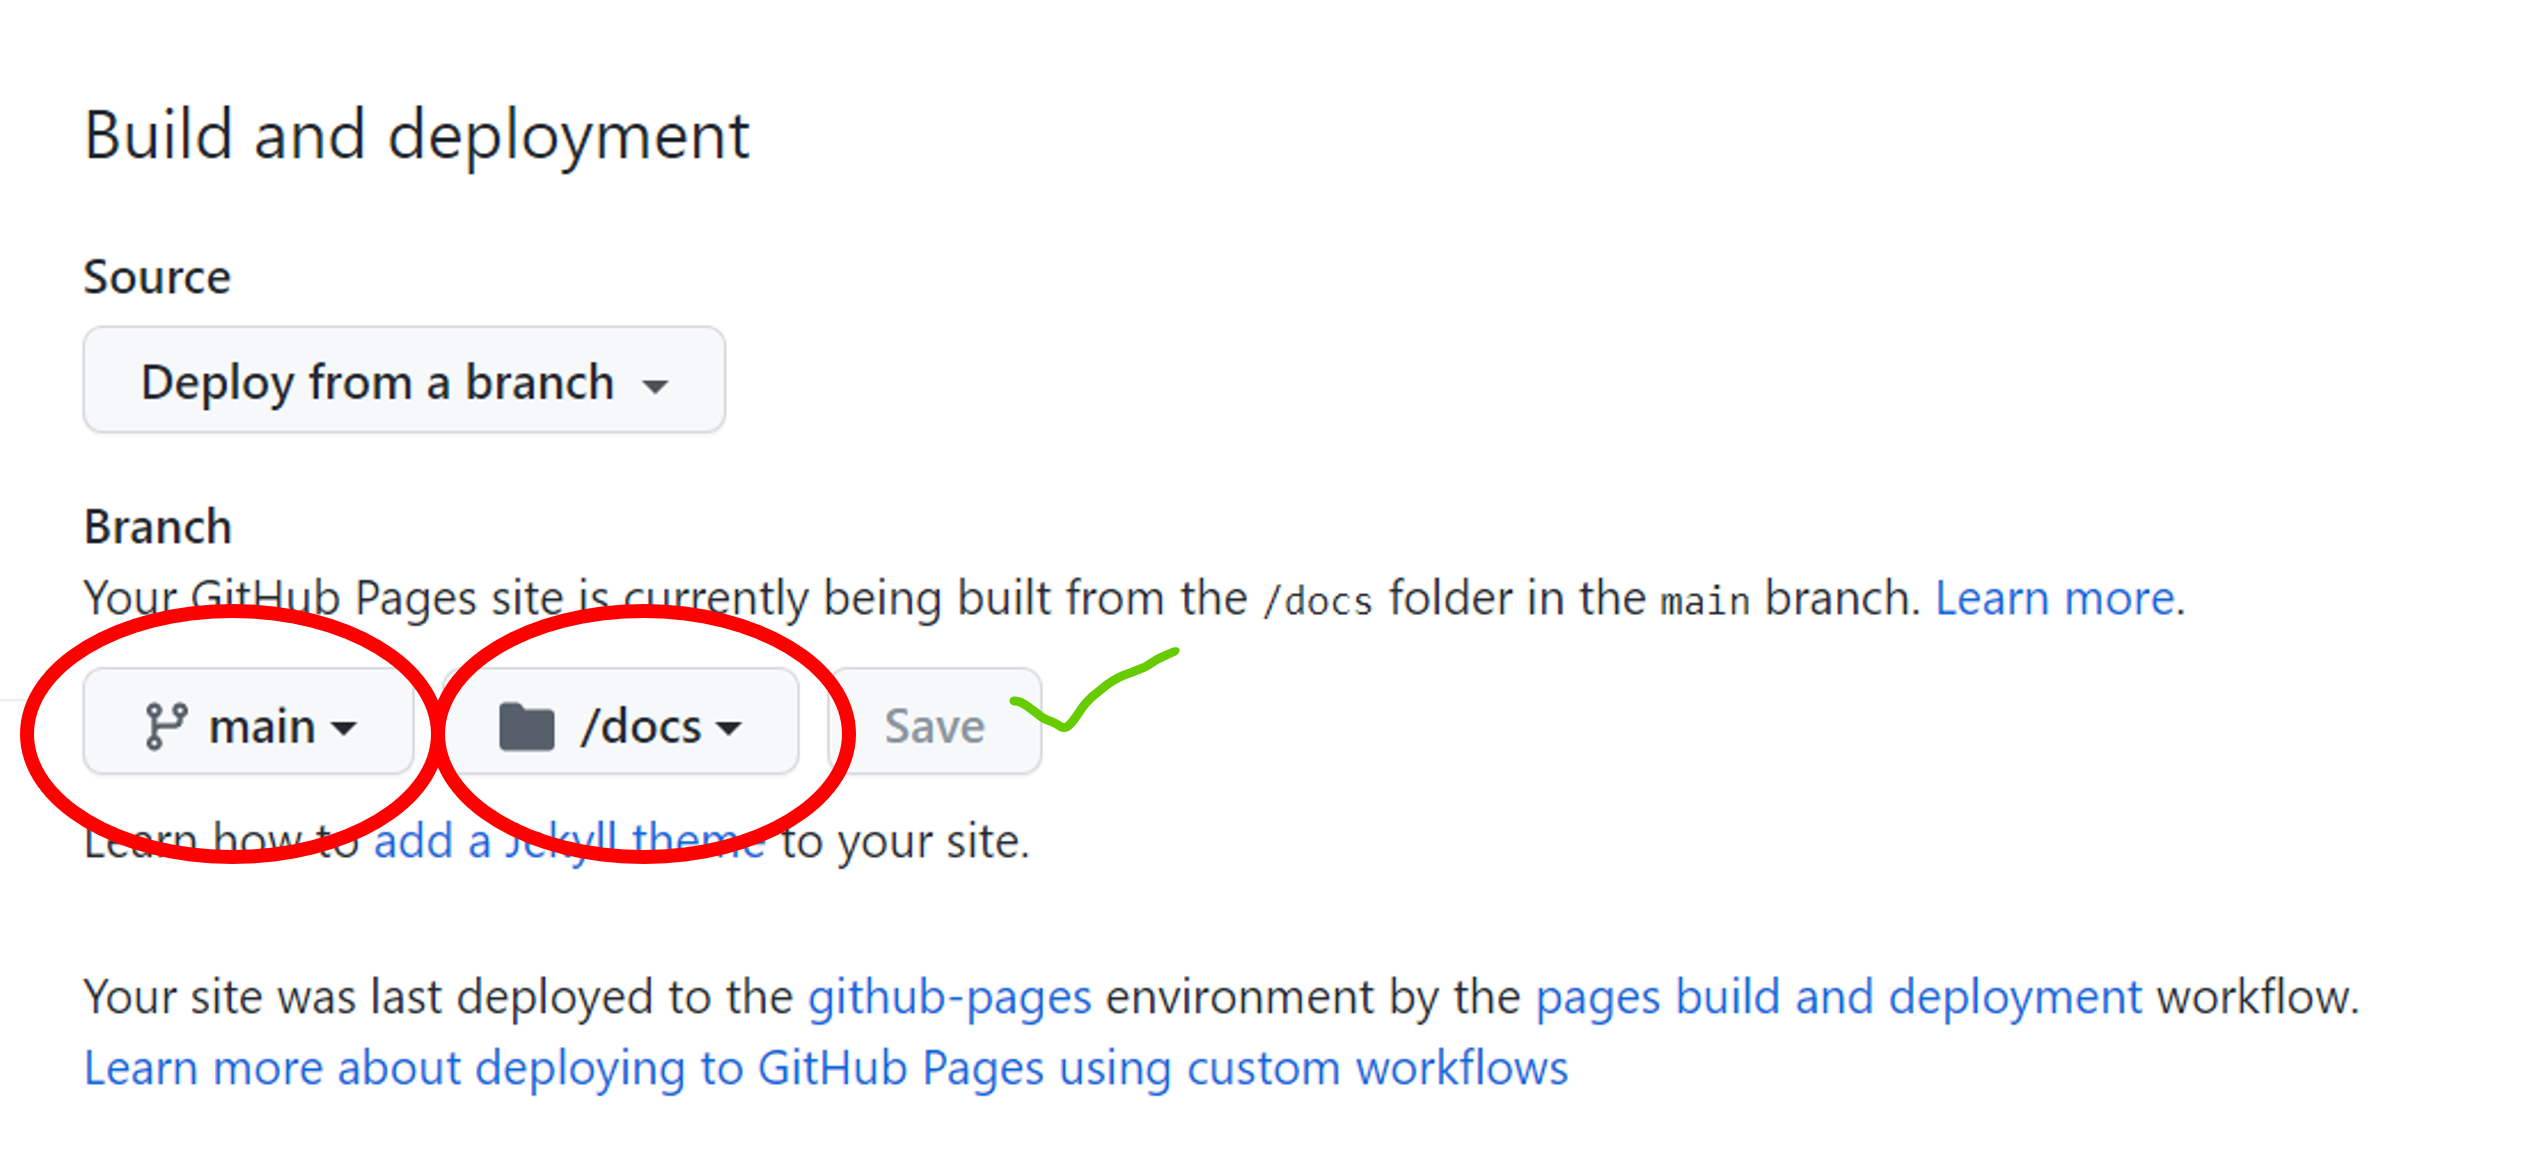 Build and deployment
Source
Deploy from a branch
Branch
Your GitHub Pages site is currently being built from the /docs folder in the main branch. Learn more.
main /docs Save
Learn how to add a Jekyll theme to your site.
Your site was last deployed to the github-pages environment by the pages build and deployment workflow.
Learn more about deploying to GitHub Pages using custom workflows